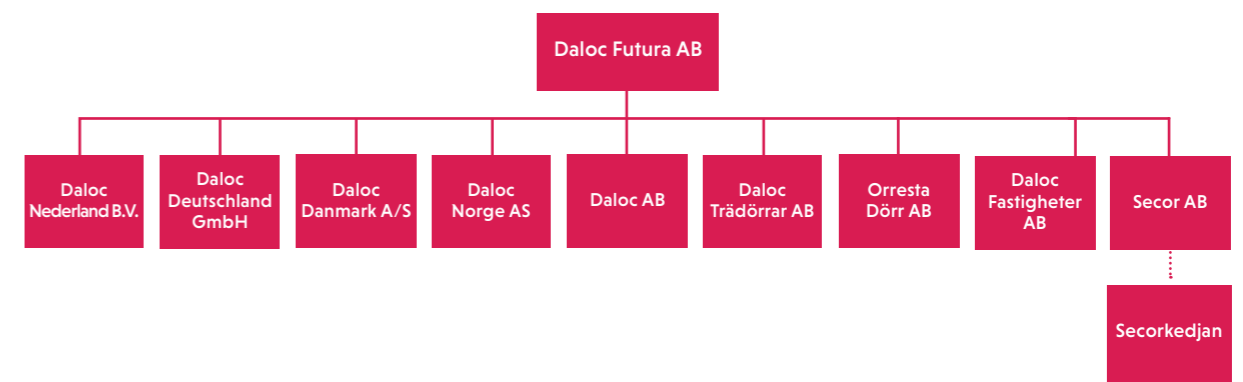 Daloc Futura AB
Daloc
Nederland B.V.
Daloc
Deutschland
GmbH
Daloc
Danmark A/S
Daloc
Norge AS
Daloc AB
Daloc
Trädörrar AB
Orresta
Dörr AB
Daloc
Fastigheter
AB
Secor AB
Secorkedjan